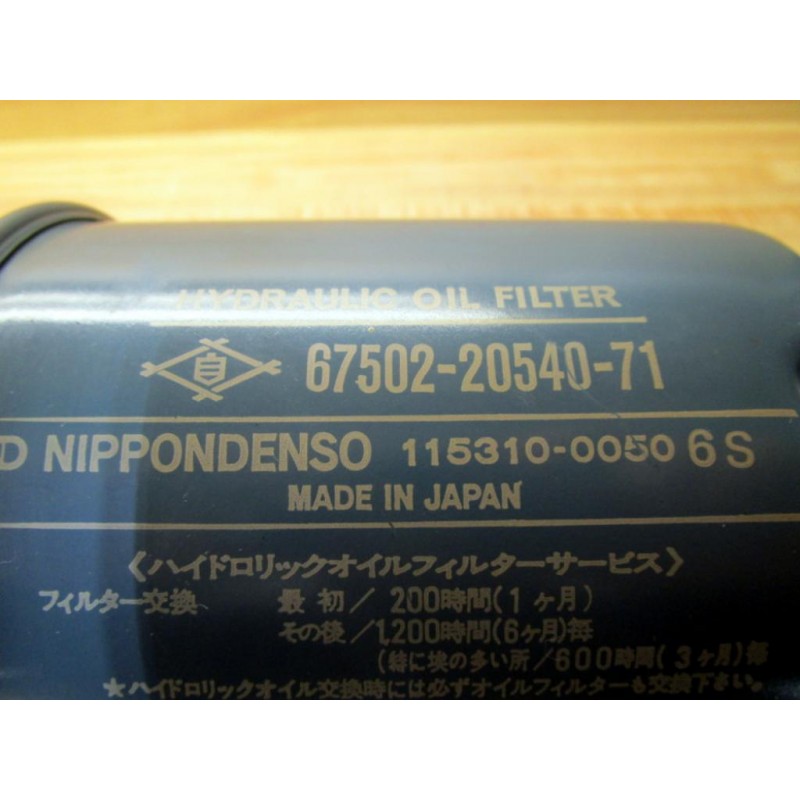 HYDRAULIC OIL FILTER
自 67502-20540-71
D NIPPONDENSO 115310-0050 6S
MADE IN JAPAN
〈ハイドロリックオイルフィルターサービス〉
フィルター交換 最初/200時間(1ヶ月)
その後/1,200時間(6ヶ月)毎
(特に埃の多い所/600時間(3ヶ月)毎
★ハイドロリックオイル交換時には必ずオイルフィルターも交換下さい。